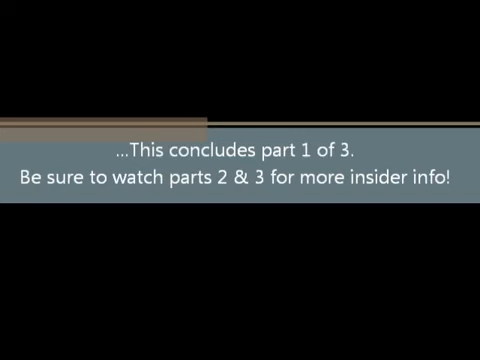 ...This concludes part 1 of 3.
Be sure to watch parts 2 & 3 for more insider info!